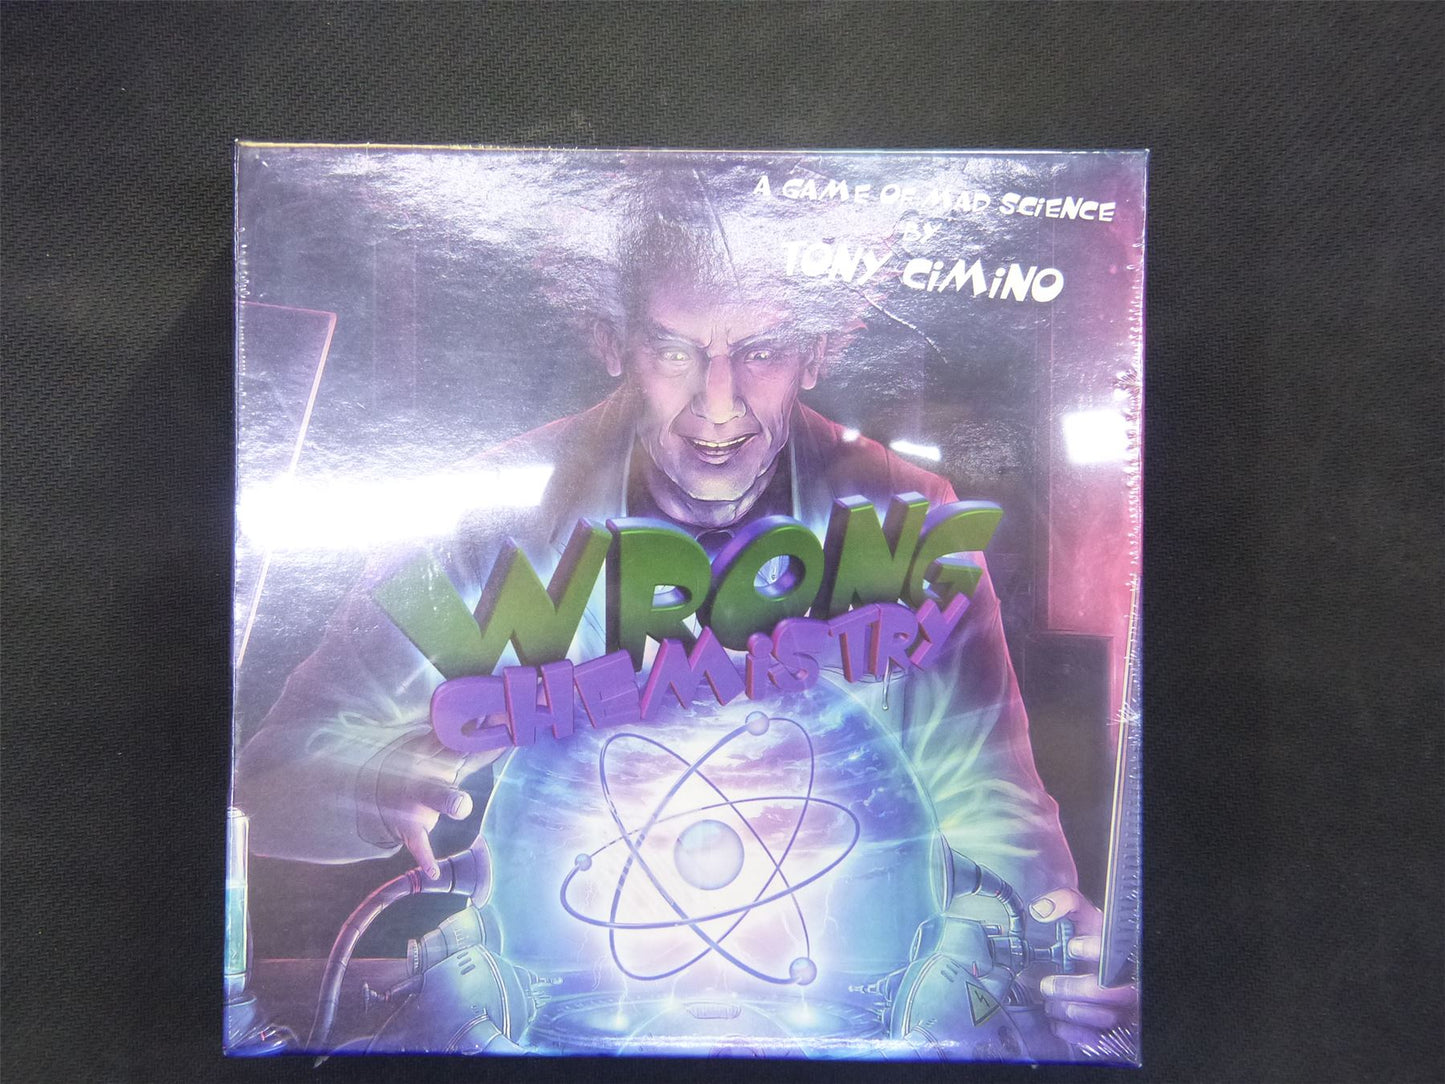 A GAME OF MAD SCIENCE
BY
TONY CIMINO
WRONG
CHEMISTRY